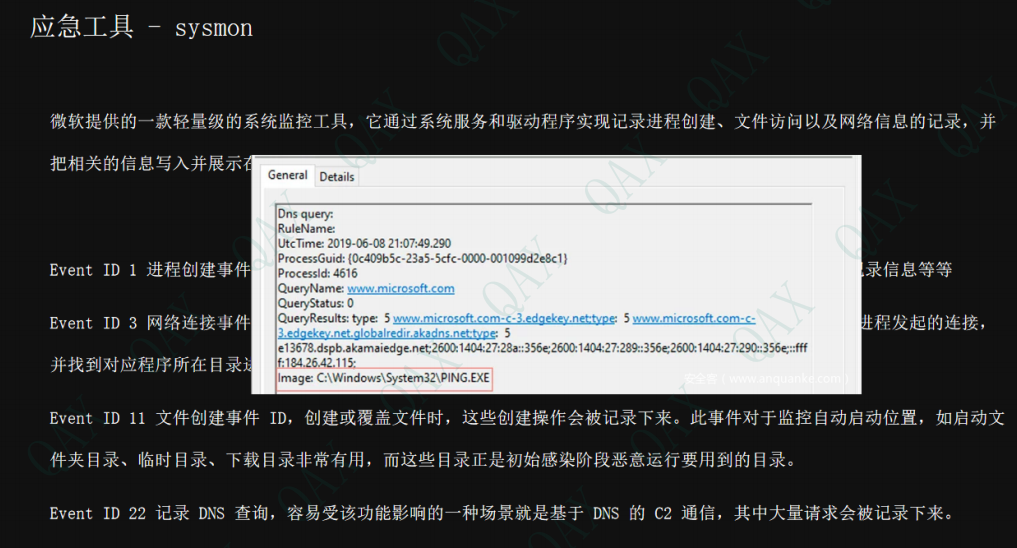 应急工具 - sysmon
微软提供的一款轻量级的系统监控工具，它通过系统服务和驱动程序实现记录进程创建、文件访问以及网络信息的记录，并
把相关的信息写入并展示在
General Details
Dns query:
RuleName:
UtcTime: 2019-06-08 21:07:49.290
ProcessGuid: {0c409b5c-23a5-5cfc-0000-001099d2e8c1}
ProcessId: 4616
QueryName: www.microsoft.com
QueryStatus: 0
QueryResults: type:  5 www.microsoft.com-c-3.edgekey.net;type:  5 www.microsoft.com-c-
3.edgekey.net.globalredir.akadns.net;type:  5
e13678.dspb.akamaiedge.net;2600:1404:27:28a::356e;2600:1404:27:289::356e;2600:1404:27:290::356e;::fff
f:184.26.42.115;
Image: C:\Windows\System32\PING.EXE
安全客 ( www.anquanke.com )
Event ID 1 进程创建事件
录信息等等
Event ID 3 网络连接事件
进程发起的连接，
并找到对应程序所在目录
Event ID 11 文件创建事件 ID，创建或覆盖文件时，这些创建操作会被记录下来。此事件对于监控自动启动位置，如启动文
件夹目录、临时目录、下载目录非常有用，而这些目录正是初始感染阶段恶意运行要用到的目录。
Event ID 22 记录 DNS 查询，容易受该功能影响的一种场景就是基于 DNS 的 C2 通信，其中大量请求会被记录下来。
QAX